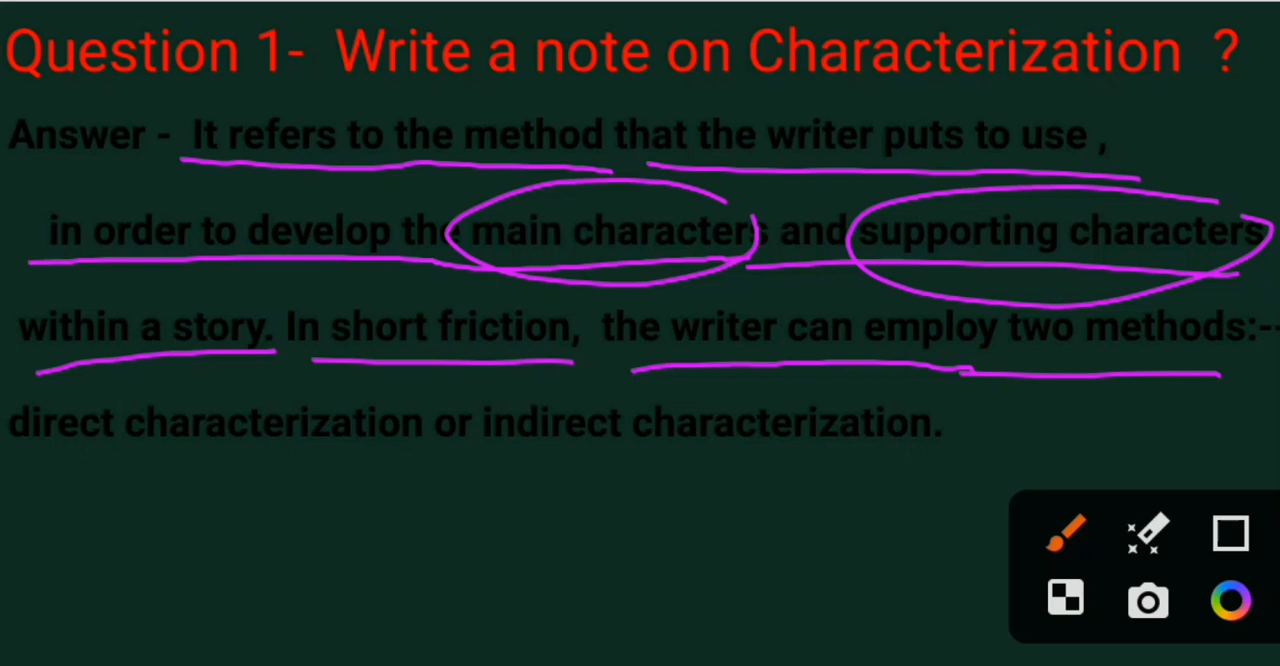 Question 1-  Write a note on Characterization  ?
Answer -  It refers to the method that the writer puts to use ,
in order to develop the main characters and supporting characters
within a story. In short friction,  the writer can employ two methods:--
direct characterization or indirect characterization.